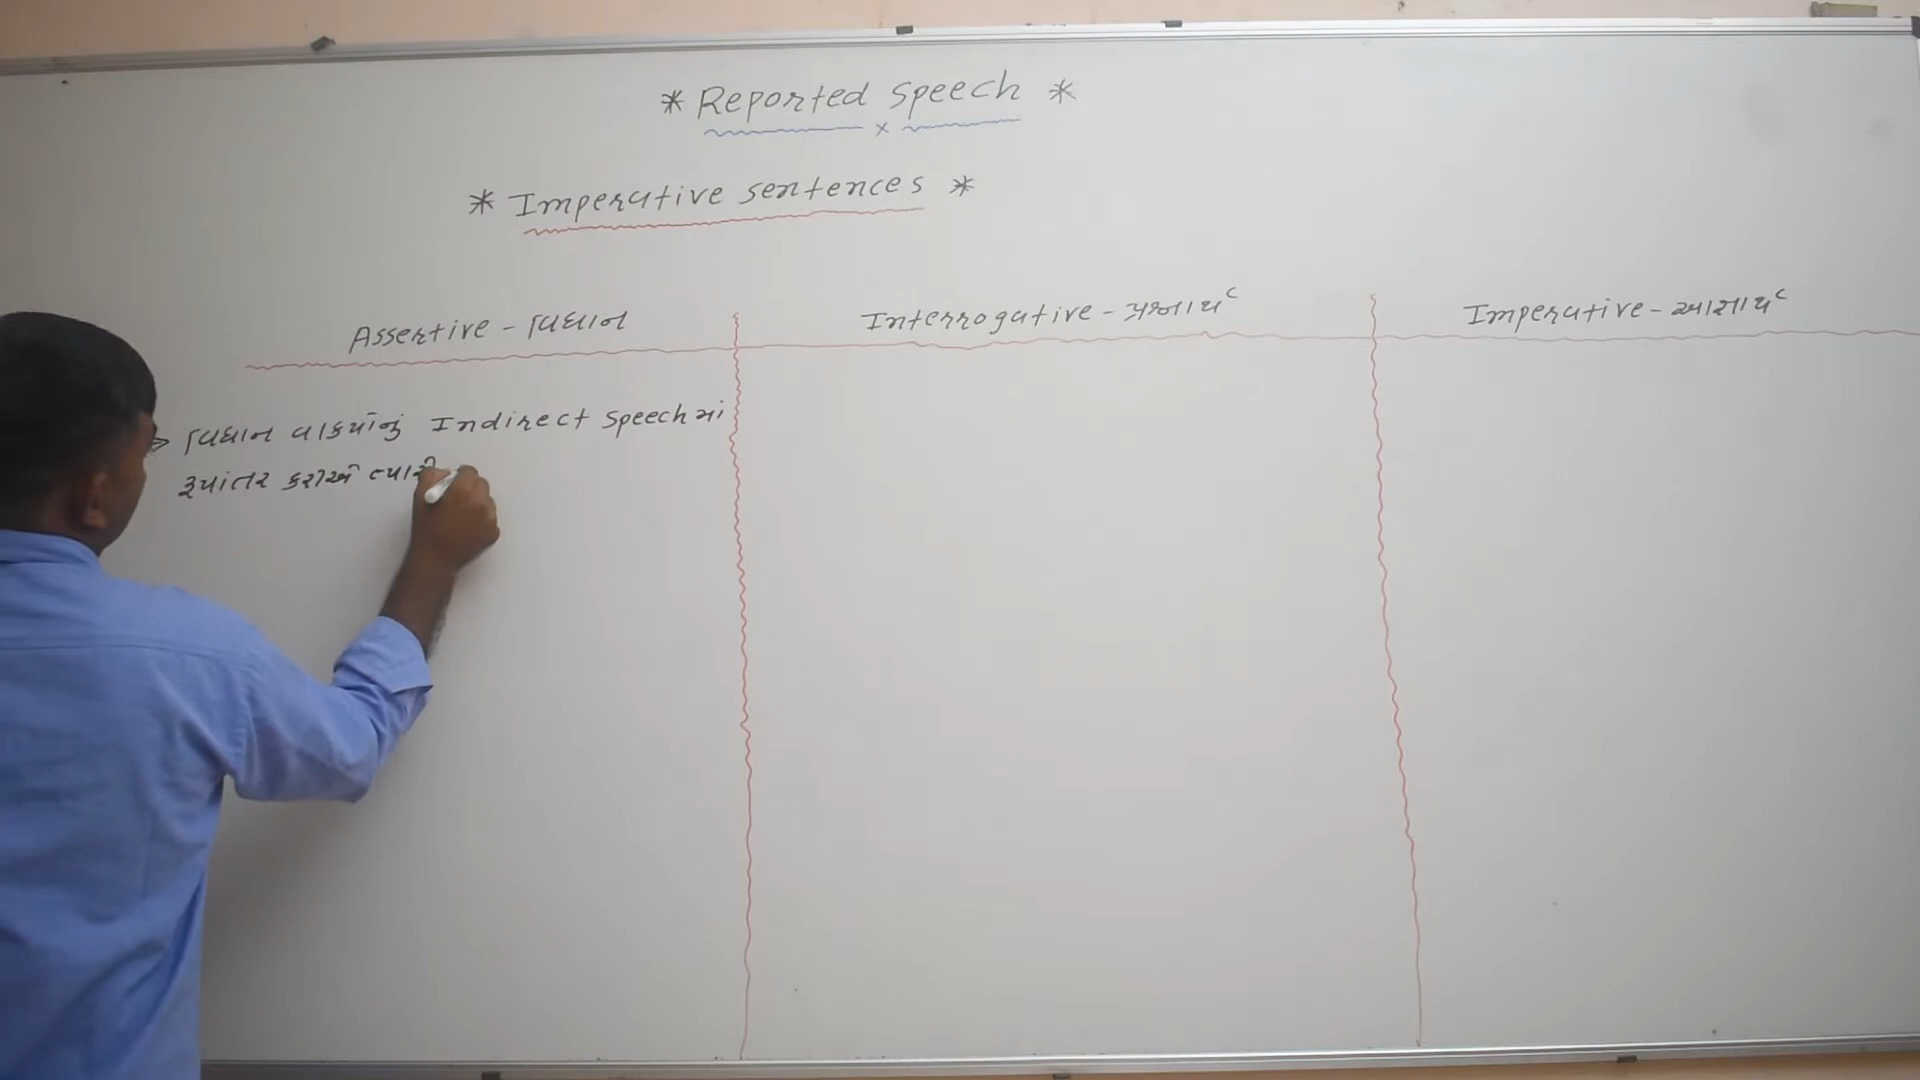 * Reported speech *
x
* Imperative sentences *
Assertive - વિધાન
Interrogative - પ્રશ્નાર્થ
Imperative - આજ્ઞાર્થ
⇒ વિધાન વાક્યોનું Indirect speech માં
રૂપાંતર કરીએ ત્યારે